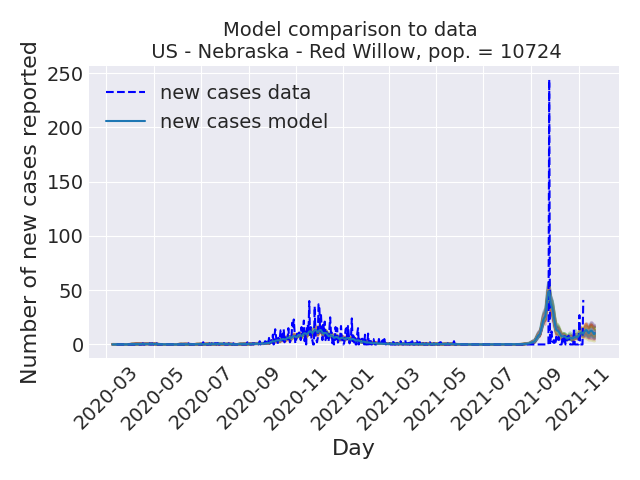 Model comparison to data
US - Nebraska - Red Willow, pop. = 10724
Number of new cases reported
250
200
150
100
50
0
new cases data
new cases model
2020-03
2020-05
2020-07
2020-09
2020-11
2021-01
2021-03
2021-05
2021-07
2021-09
2021-11
Day